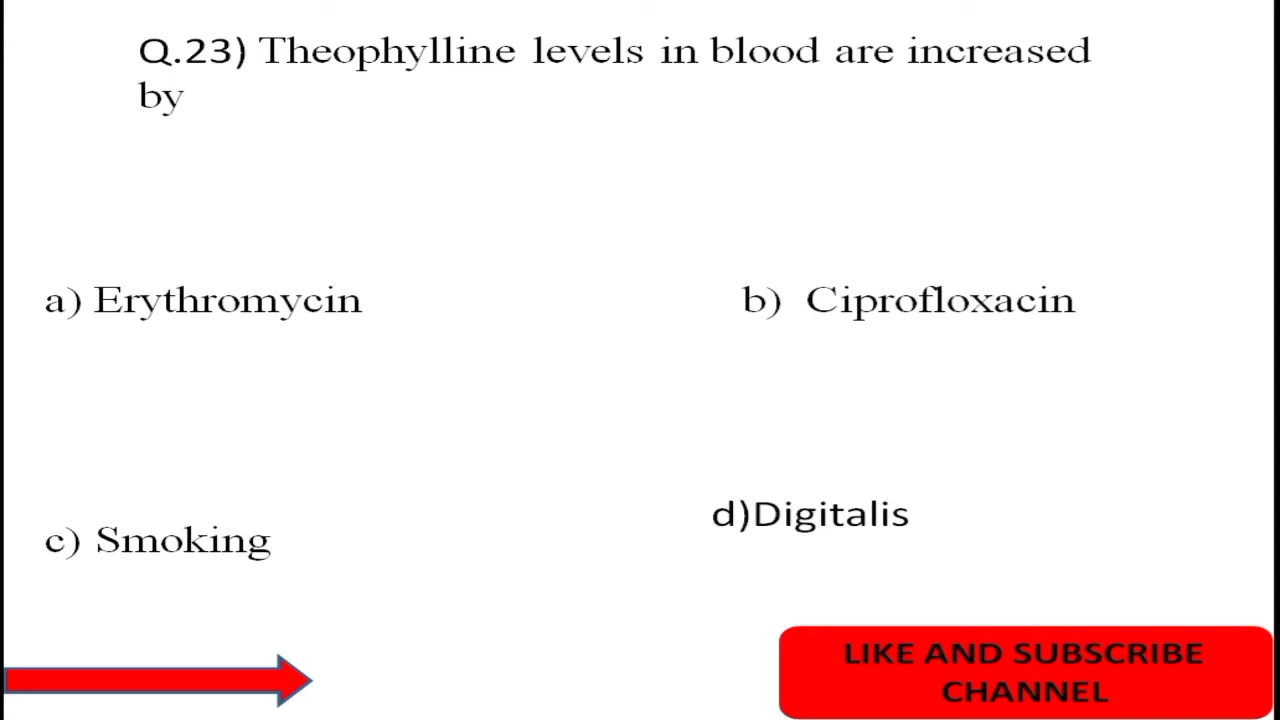 Q.23) Theophylline levels in blood are increased
by
a) Erythromycin
b) Ciprofloxacin
c) Smoking
d)Digitalis
LIKE AND SUBSCRIBE
CHANNEL